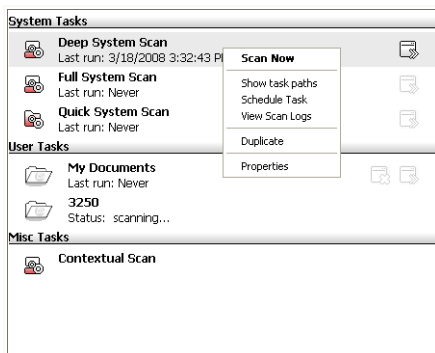 System Tasks
Deep System Scan
Last run: 3/18/2008 3:32:43 P
Scan Now
Full System Scan
Last run: Never
Show task paths
Schedule Task
Quick System Scan
Last run: Never
View Scan Logs
Duplicate
User Tasks
My Documents
Last run: Never
Properties
3250
Status: scanning...
Misc Tasks
Contextual Scan